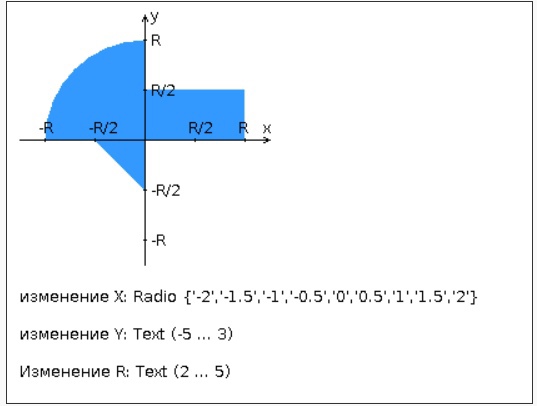 y
R
R/2
-R -R/2 R/2 R x
-R/2
-R
изменение X: Radio {'-2','-1.5','-1','-0.5','0','0.5','1','1.5','2'}
изменение Y: Text (-5 ... 3)
Изменение R: Text (2 ... 5)